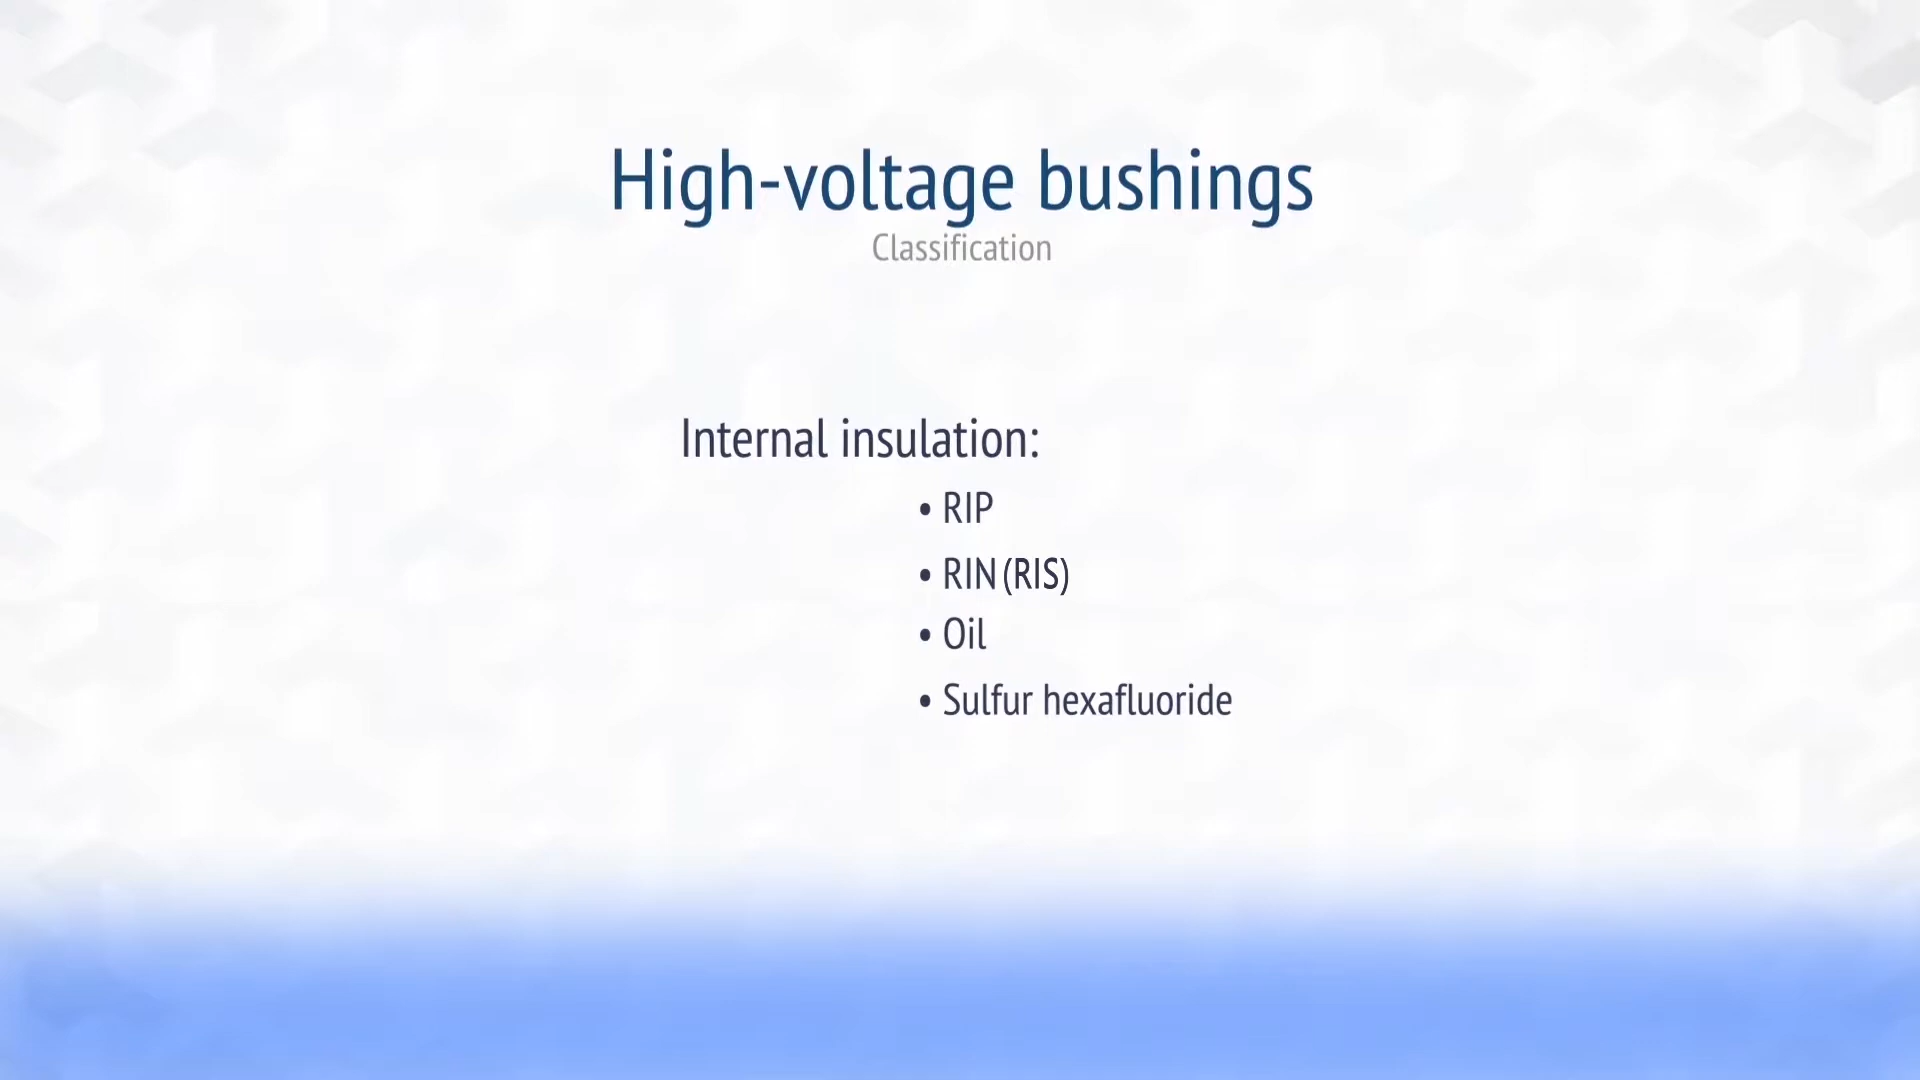 High-voltage bushings
Classification
Internal insulation:
• RIP
• RIN (RIS)
• Oil
• Sulfur hexafluoride